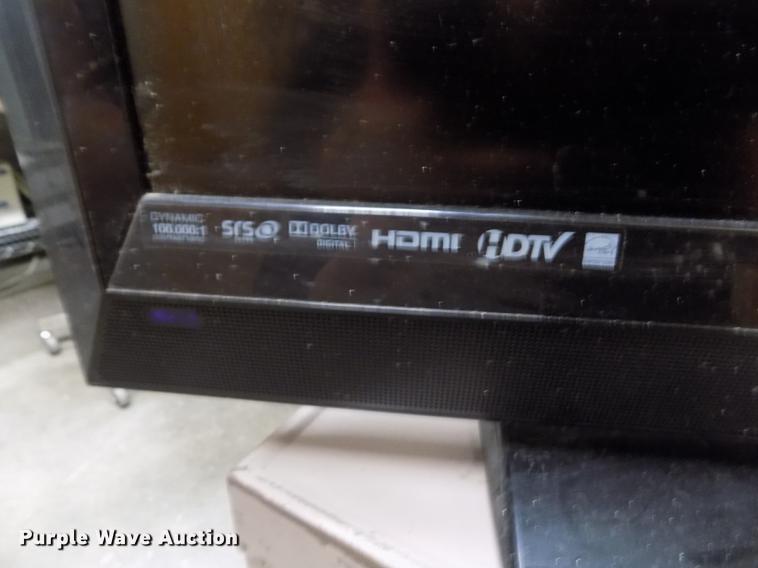 DYNAMIC
100,000:1
SRS
DOLBY
DIGITAL
HDMI
HDTV
Purple Wave Auction